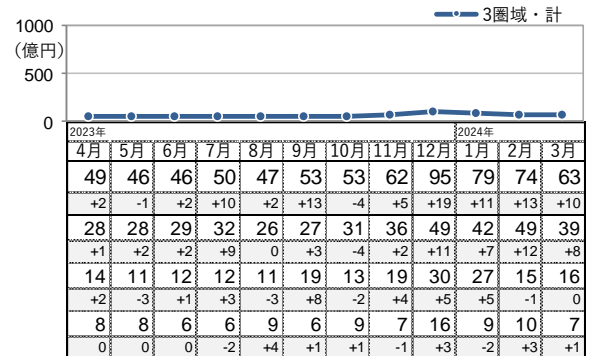 3圏域・計
1000
(億円)
500
0
2023年 2024年
4月 5月 6月 7月 8月 9月 10月 11月 12月 1月 2月 3月
49 46 46 50 47 53 53 62 95 79 74 63
+2 -1 +2 +10 +2 +13 -4 +5 +19 +11 +13 +10
28 28 29 32 26 27 31 36 49 42 49 39
+1 +2 +2 +9 0 +3 -4 +2 +11 +7 +12 +8
14 11 12 12 11 19 13 19 30 27 15 16
+2 -3 +1 +3 -3 +8 -2 +4 +5 +5 -1 0
8 8 6 6 9 6 9 7 16 9 10 7
0 0 0 -2 +4 +1 +1 -1 +3 -2 +3 +1